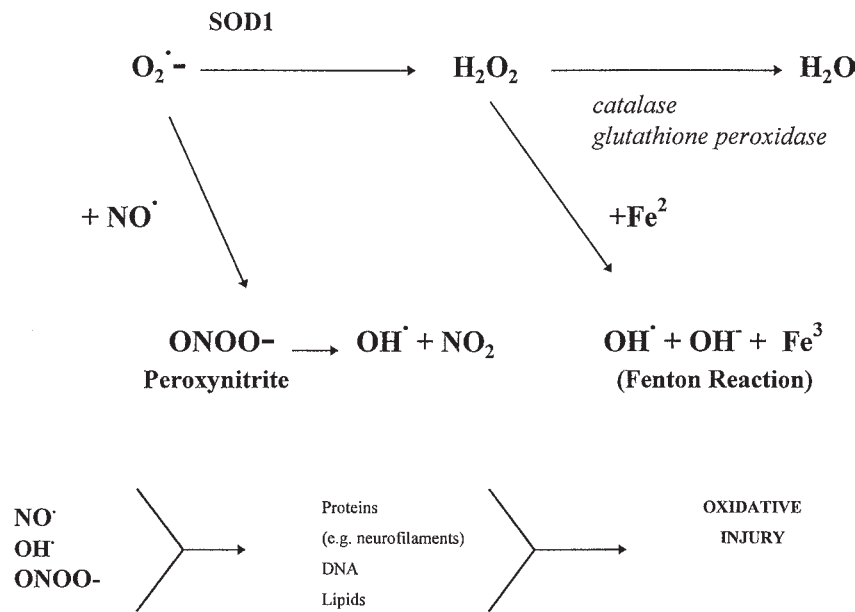 SOD1
O₂˙− H₂O₂ H₂O
catalase
glutathione peroxidase
+ NO˙ +Fe²
ONOO− OH˙ + NO₂ OH˙ + OH⁻ + Fe³
Peroxynitrite (Fenton Reaction)
NO˙
OH˙
ONOO-
Proteins
(e.g. neurofilaments)
DNA
Lipids
OXIDATIVE
INJURY